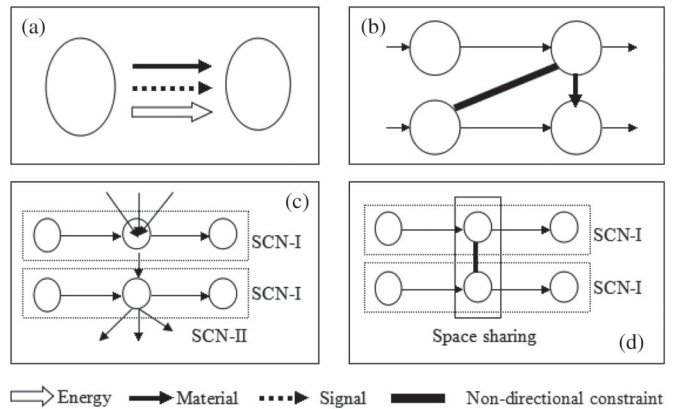 (a)
(b)
(c)
SCN-I
SCN-I
SCN-II
SCN-I
SCN-I
Space sharing
(d)
Energy Material Signal Non-directional constraint